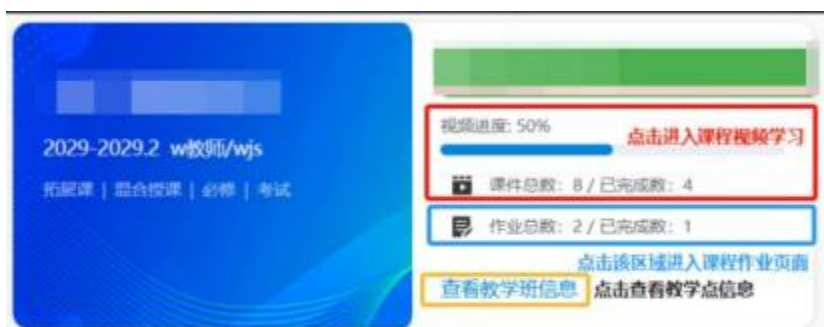 2029-2029.2 w教师/wjs
拓展课 | 混合授课 | 必修 | 考试
视频进度: 50%
点击进入课程视频学习
课件总数: 8 / 已完成数: 4
作业总数: 2 / 已完成数: 1
点击该区域进入课程作业页面
查看教学班信息 点击查看教学点信息